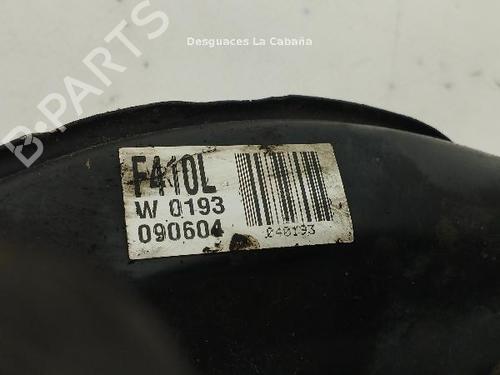 Desguaces La Cabaña
B-PARTS
F410L
W 0193
090604
040193